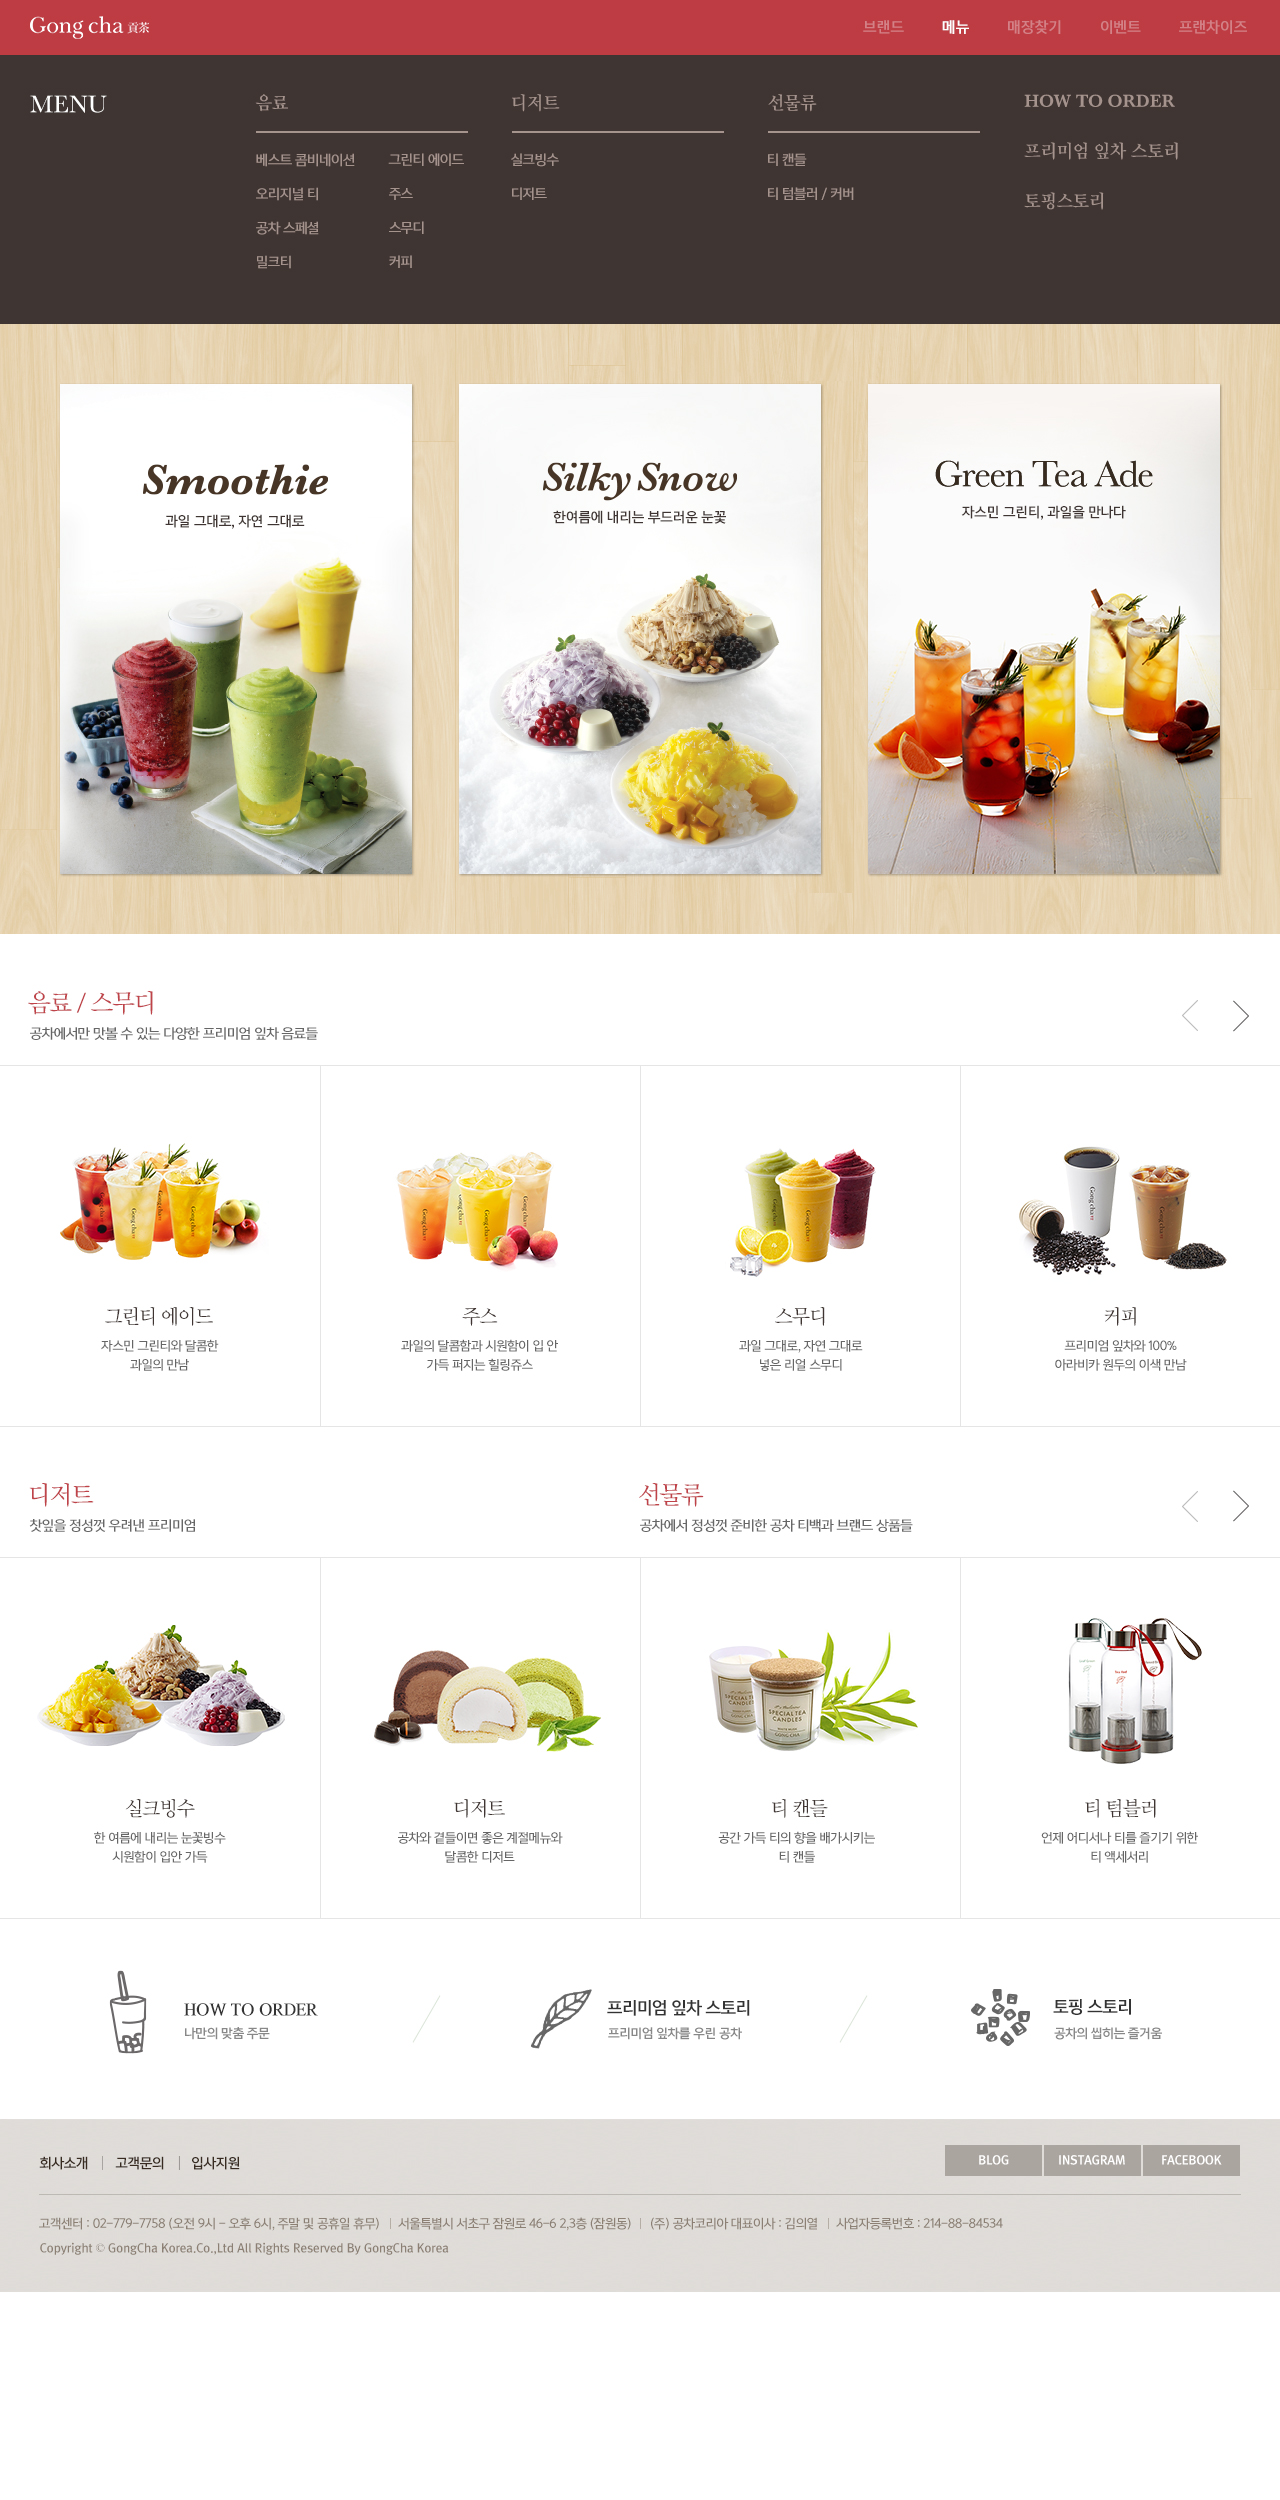 Gong cha 貢茶
브랜드
메뉴
매장찾기
이벤트
프랜차이즈
MENU
음료
베스트 콤비네이션
그린티 에이드
오리지널 티
주스
공차 스페셜
스무디
밀크티
커피
디저트
실크빙수
디저트
선물류
티 캔들
티 텀블러 / 커버
HOW TO ORDER
프리미엄 잎차 스토리
토핑스토리
Smoothie
과일 그대로, 자연 그대로
Silky Snow
한여름에 내리는 부드러운 눈꽃
Green Tea Ade
자스민 그린티, 과일을 만나다
음료 / 스무디
공차에서만 맛볼 수 있는 다양한 프리미엄 잎차 음료들
그린티 에이드
자스민 그린티와 달콤한
과일의 만남
주스
과일의 달콤함과 시원함이 입 안
가득 퍼지는 힐링쥬스
스무디
과일 그대로, 자연 그대로
넣은 리얼 스무디
커피
프리미엄 잎차와 100%
아라비카 원두의 이색 만남
디저트
찻잎을 정성껏 우려낸 프리미엄
선물류
공차에서 정성껏 준비한 공차 티백과 브랜드 상품들
SPECIAL TEA
CANDLES
GONG CHA
실크빙수
한 여름에 내리는 눈꽃빙수
시원함이 입안 가득
디저트
공차와 곁들이면 좋은 계절메뉴와
달콤한 디저트
티 캔들
공간 가득 티의 향을 배가시키는
티 캔들
티 텀블러
언제 어디서나 티를 즐기기 위한
티 액세서리
HOW TO ORDER
나만의 맞춤 주문
프리미엄 잎차 스토리
프리미엄 잎차를 우린 공차
토핑 스토리
공차의 씹히는 즐거움
회사소개
고객문의
입사지원
BLOG
INSTAGRAM
FACEBOOK
고객센터 : 02-779-7758 (오전 9시 - 오후 6시, 주말 및 공휴일 휴무) | 서울특별시 서초구 잠원로 46-6 2,3층 (잠원동) | (주) 공차코리아 대표이사 : 김의열 | 사업자등록번호 : 214-88-84534
Copyright © GongCha Korea.Co.,Ltd All Rights Reserved By GongCha Korea